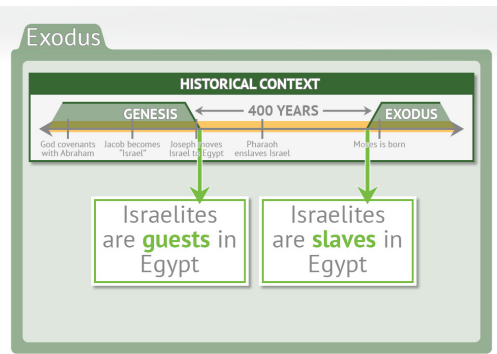 Exodus
HISTORICAL CONTEXT
GENESIS
400 YEARS
EXODUS
God covenants
with Abraham
Jacob becomes
"Israel"
Joseph moves
Israel to Egypt
Pharaoh
enslaves Israel
Moses is born
Israelites
are guests in
Egypt
Israelites
are slaves in
Egypt